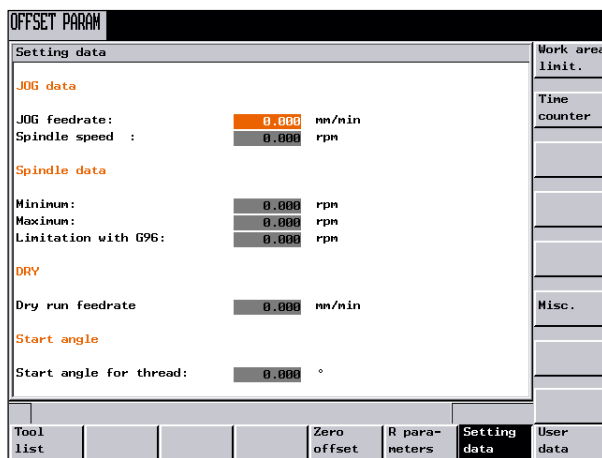 OFFSET PARAM
Setting data
Work area
limit.
JOG data
Time
counter
JOG feedrate: 0.000 mm/min
Spindle speed : 0.000 rpm
Spindle data
Minimum: 0.000 rpm
Maximum: 0.000 rpm
Limitation with G96: 0.000 rpm
DRY
Dry run feedrate 0.000 mm/min
Misc.
Start angle
Start angle for thread: 0.000 °
Tool
list
Zero
offset
R para-
meters
Setting
data
User
data